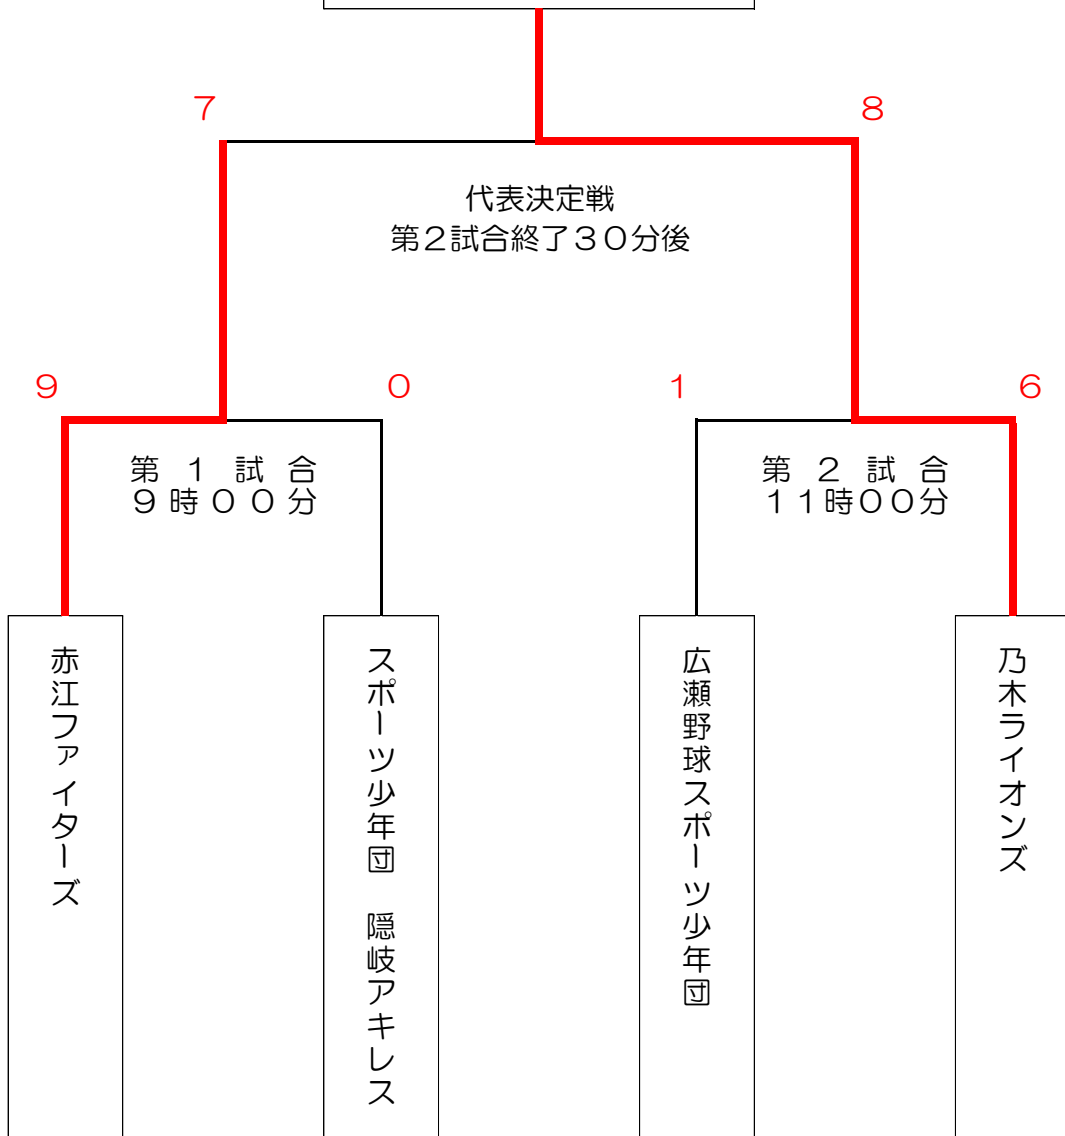 7
8
代表決定戦
第2試合終了30分後
9
0
1
6
第1試合
9時00分
第2試合
11時00分
赤江ファイターズ
スポーツ少年団　隠岐アキレス
広瀬野球スポーツ少年団
乃木ライオンズ